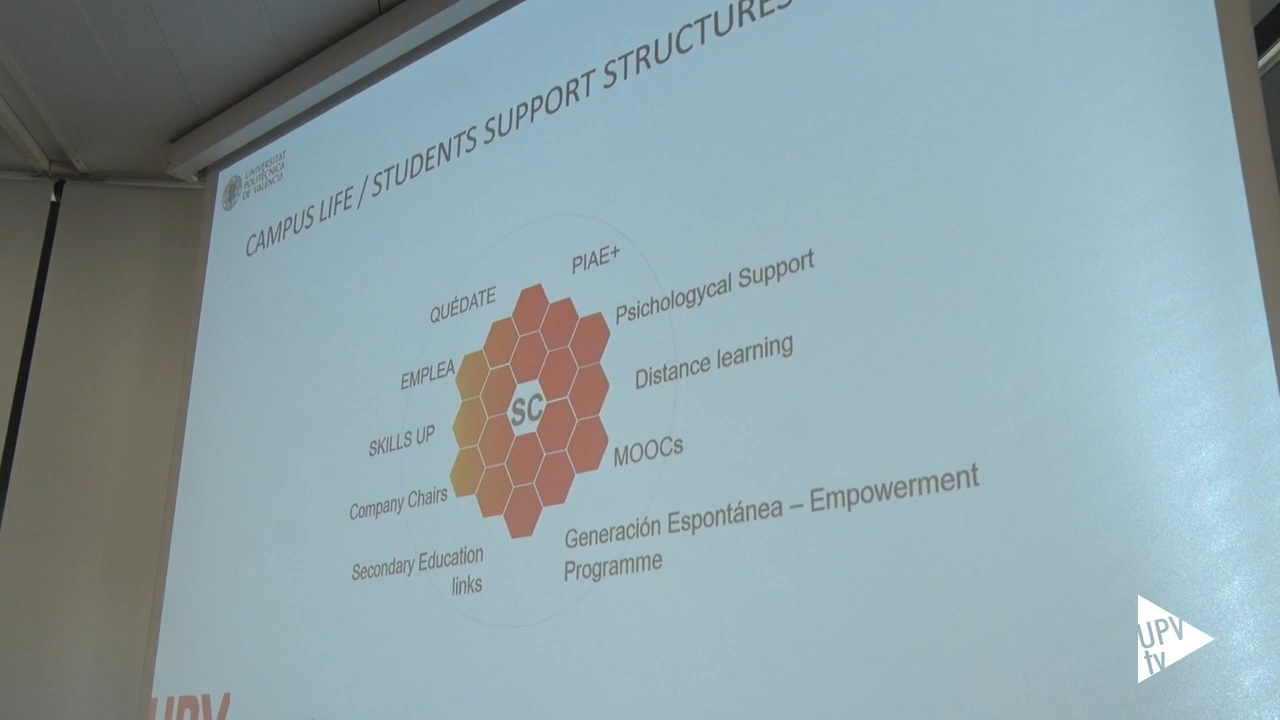 UNIVERSITAT
POLITÈCNICA
DE VALÈNCIA
CAMPUS LIFE / STUDENTS SUPPORT STRUCTURES
PIAE+
QUÉDATE
Psichologycal Support
EMPLEA
Distance learning
SC
SKILLS UP
MOOCs
Company Chairs
Generación Espontánea – Empowerment
Programme
Secondary Education
links
UPV
UPV
tv